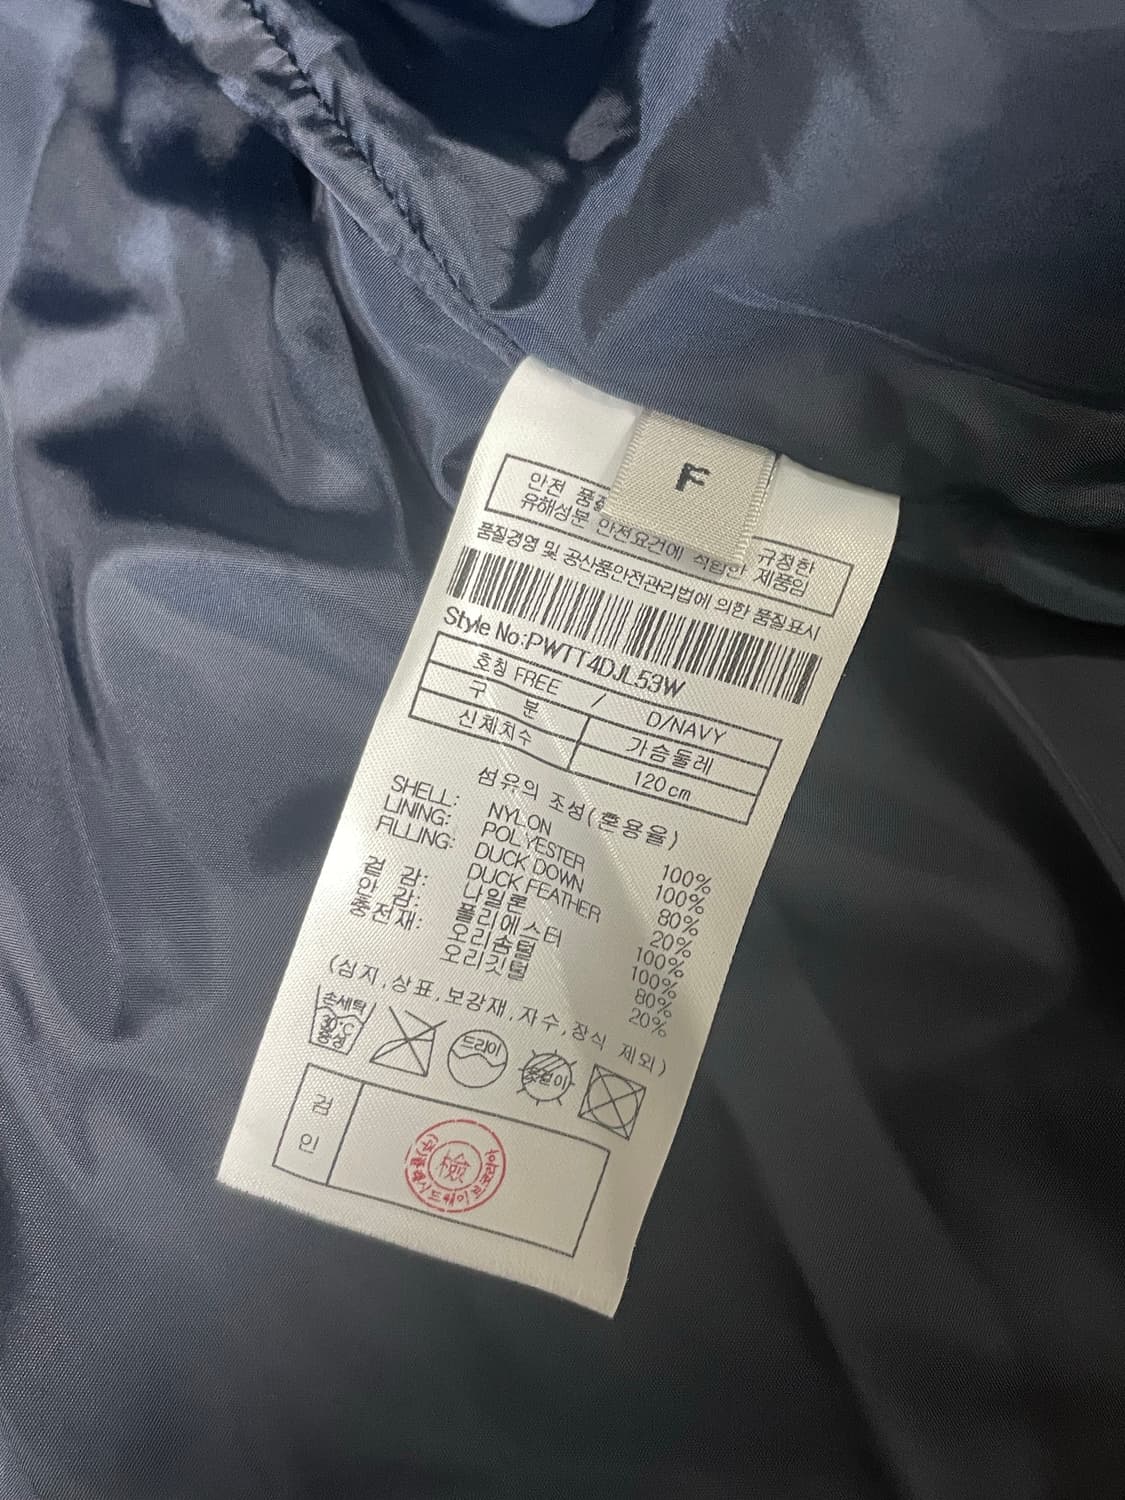 F
안전 품질 규정한
유해성분 안전요건에 적합한 제품임
품질경영 및 공산품안전관리법에 의한 품질표시
Style No:PWTT4DJL53W
호칭 FREE / D/NAVY
구 분 가슴둘레
신체치수 120cm
섬유의 조성(혼용율)
SHELL: NYLON 100%
LINING: POLYESTER 100%
FILLING: DUCK DOWN 80%
DUCK FEATHER 20%
겉 감: 나일론 100%
안 감: 폴리에스터 100%
충전재: 오리솜털 80%
오리깃털 20%
(심지,상표,보강재,자수,장식 제외)
손세탁
30°C
중성
드라이
옷걸이
검
인
檢